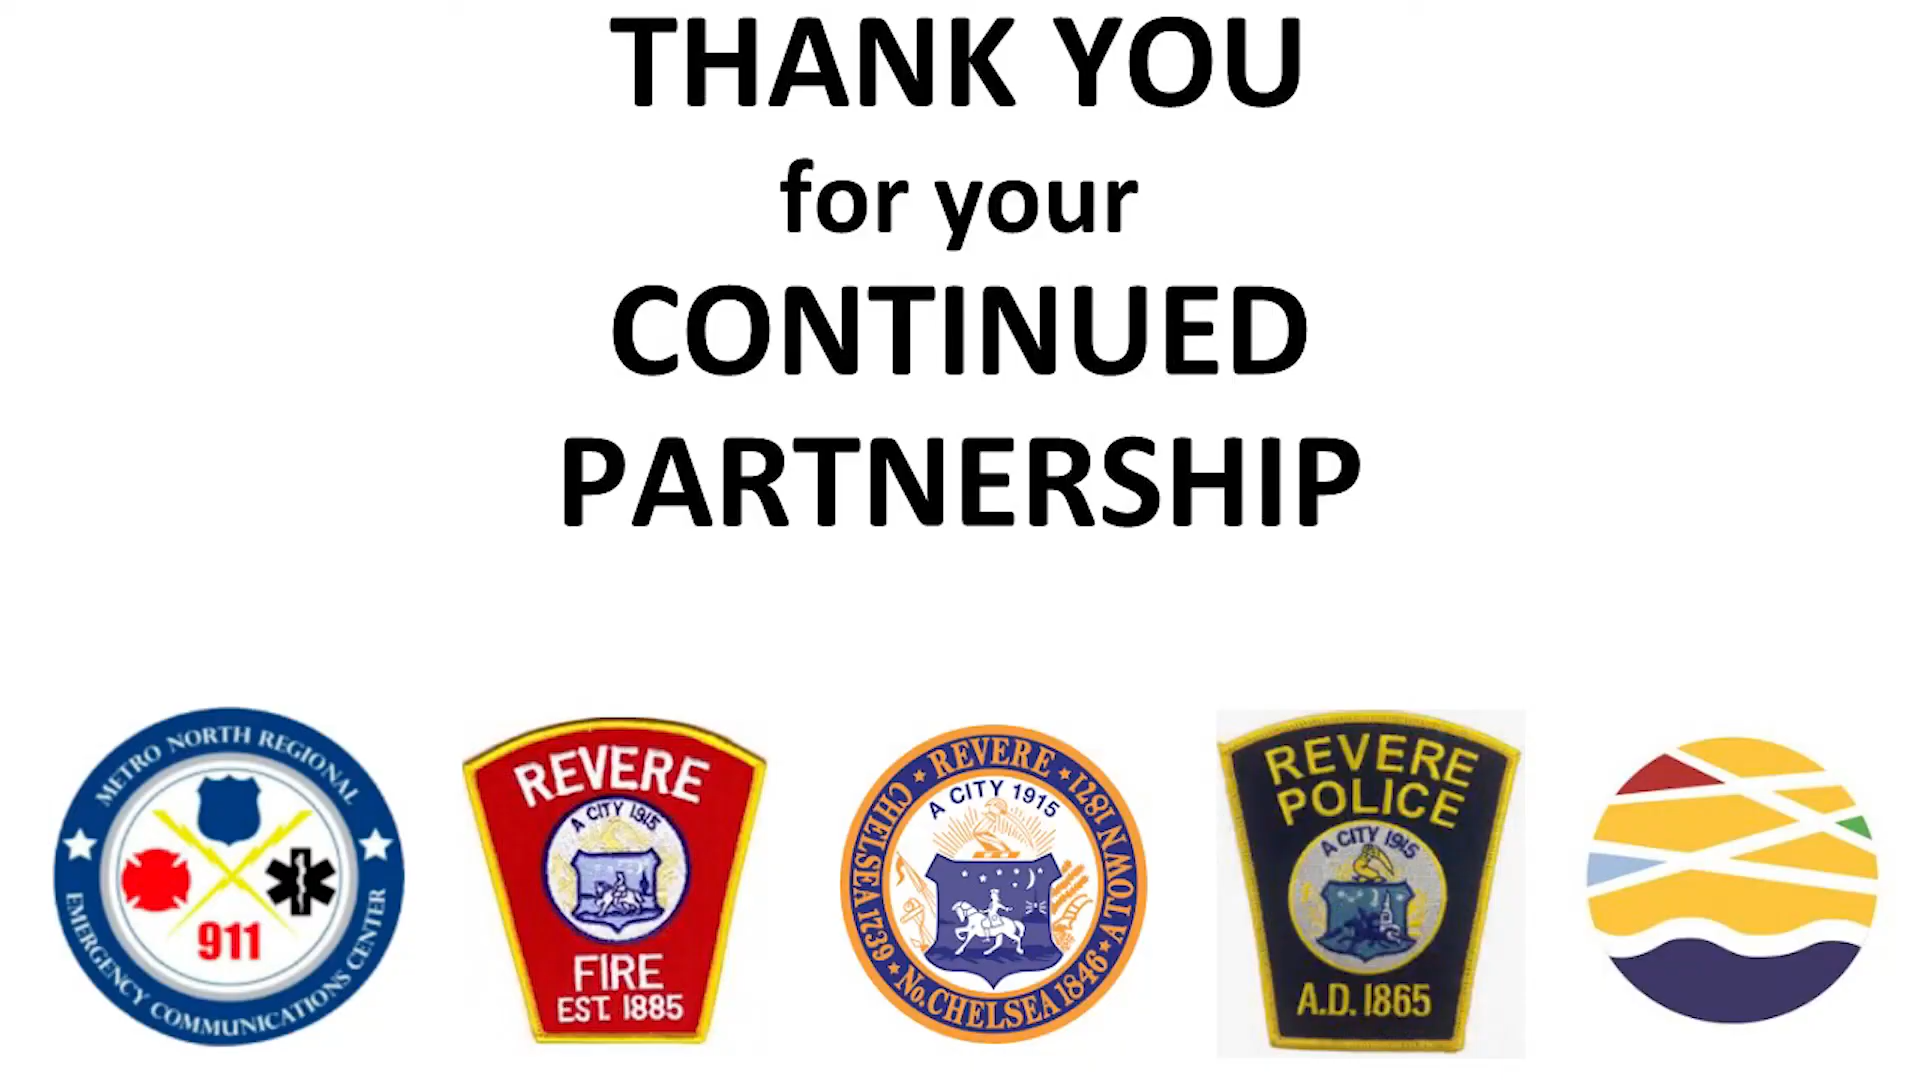 THANK YOU
for your
CONTINUED
PARTNERSHIP
METRO NORTH REGIONAL
EMERGENCY COMMUNICATIONS CENTER
911
REVERE
A CITY 1915
FIRE
EST. 1885
REVERE
1871 A TOWN
1846
No. CHELSEA
CHELSEA 1739
A CITY 1915
REVERE
POLICE
A CITY 1915
A.D. 1865